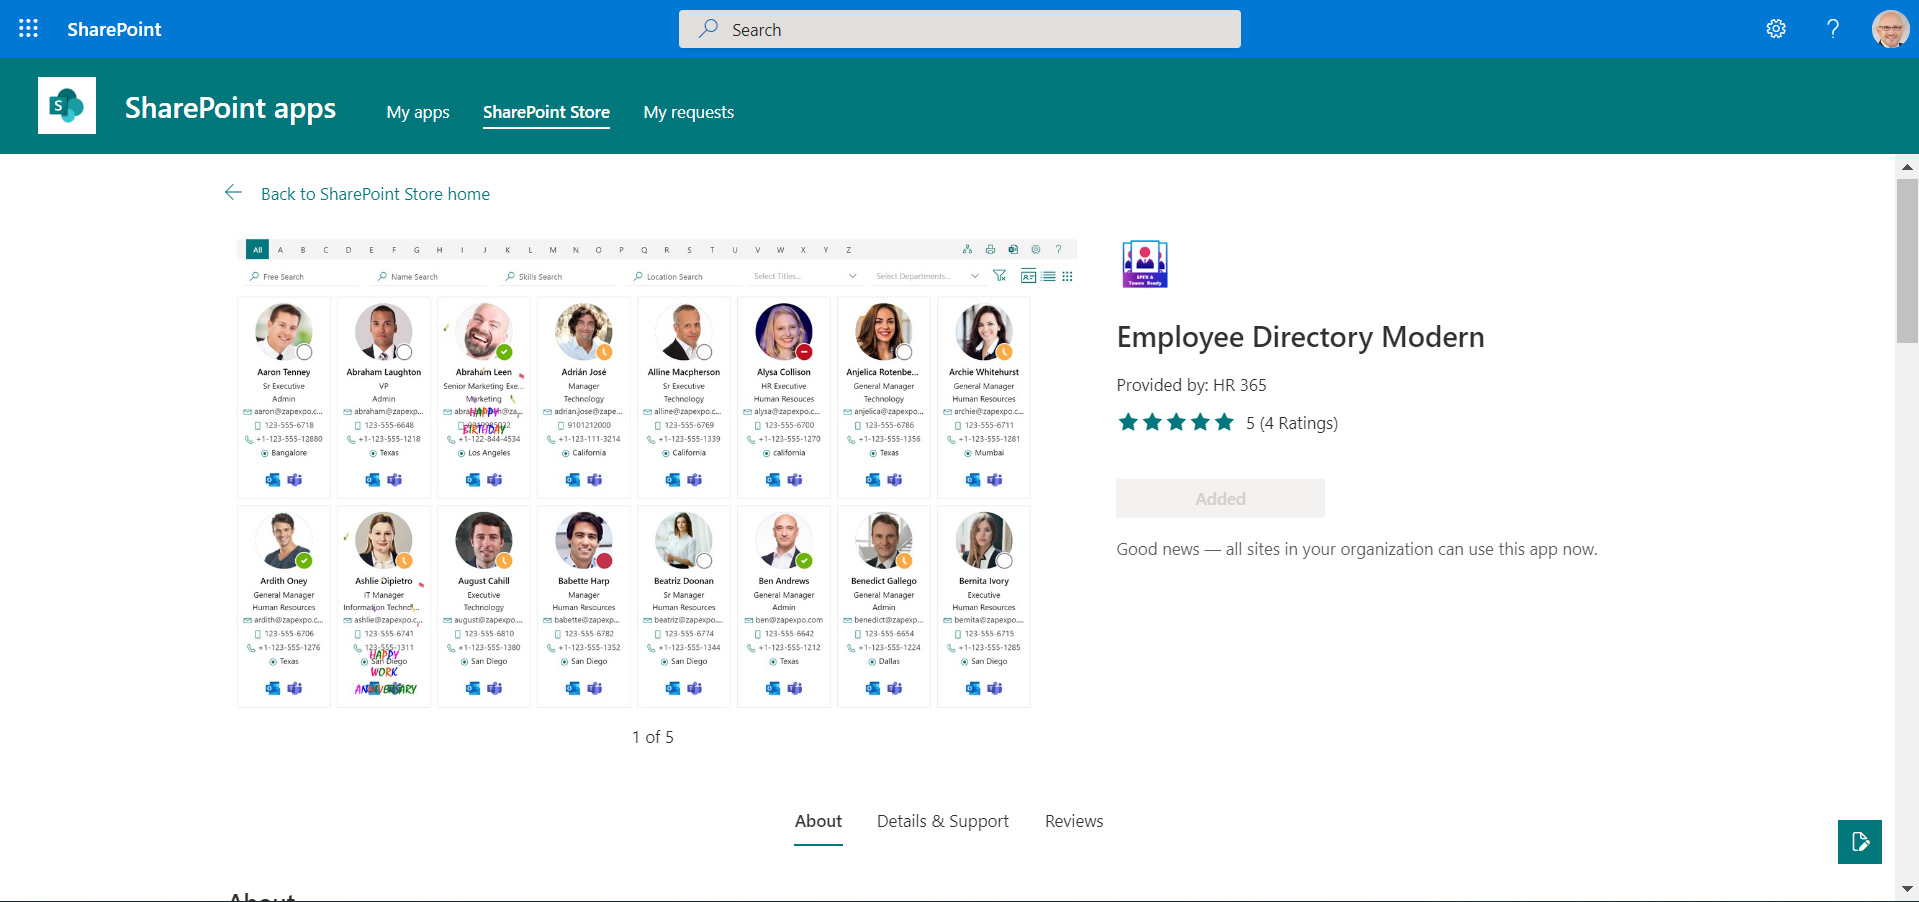 SharePoint
Search
SharePoint apps
My apps
SharePoint Store
My requests
Back to SharePoint Store home
All A B C D E F G H I J K L M N O P Q R S T U V W X Y Z
Free Search
Name Search
Skills Search
Location Search
Select Titles...
Select Departments...
Aaron Tenney
Sr Executive
Admin
aaron@zapexpo.c...
123-555-6718
+1-123-555-12880
Bangalore
Abraham Laughton
VP
Admin
abraham@zapexp...
123-555-6648
+1-123-555-1218
Texas
Abraham Leen
Senior Marketing Exe...
Marketing
HAPPY
BIRTHDAY
+1-122-844-4534
Los Angeles
Adrián José
Manager
Technology
adrian.jose@zape...
9101212000
+1-123-111-3214
California
Alline Macpherson
Sr Executive
Technology
alline@zapexpo.c...
123-555-6769
+1-123-555-1339
California
Alysa Collison
HR Executive
Human Resouces
alysa@zapexpo.c...
123-555-6700
+1-123-555-1270
california
Anjelica Rotenbe...
General Manager
Technology
anjelica@zapexpo...
123-555-6786
+1-123-555-1356
Texas
Archie Whitehurst
General Manager
Human Resources
archie@zapexpo....
123-555-6711
+1-123-555-1281
Mumbai
Ardith Oney
General Manager
Human Resources
ardith@zapexpo.c...
123-555-6706
+1-123-555-1276
Texas
Ashlie Dipietro
IT Manager
Information Technol...
ashlie@zapexpo.c...
123-555-6741
123-555-1311
San Diego
HAPPY
WORK
ANNIVERSARY
August Cahill
Executive
Technology
august@zapexpo...
123-555-6810
+1-123-555-1380
San Diego
Babette Harp
Manager
Human Resources
babette@zapexp...
123-555-6782
+1-123-555-1352
San Diego
Beatriz Doonan
Sr Manager
Human Resources
beatriz@zapexpo....
123-555-6774
+1-123-555-1344
San Diego
Ben Andrews
General Manager
Admin
ben@zapexpo.com
123-555-6642
+1-123-555-1212
Texas
Benedict Gallego
General Manager
Admin
benedict@zapexp...
123-555-6654
+1-123-555-1224
Dallas
Bernita Ivory
Executive
Human Resources
bernita@zapexpo...
123-555-6715
+1-123-555-1285
San Diego
1 of 5
SPFX &
Teams Ready
Employee Directory Modern
Provided by: HR 365
5 (4 Ratings)
Added
Good news — all sites in your organization can use this app now.
About
Details & Support
Reviews
About